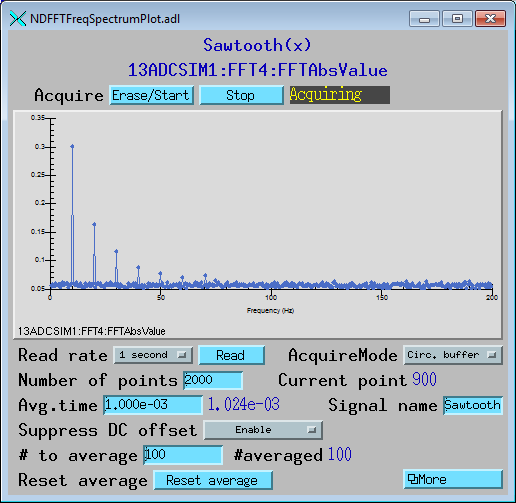 NDFFTFreqSpectrumPlot.adl
Sawtooth(x)
13ADCSIM1:FFT4:FFTAbsValue
Acquire Erase/Start Stop Acquiring
0.35
0.3
0.25
0.2
0.15
0.1
0.05
0 50 100 150 200
Frequency (Hz)
13ADCSIM1:FFT4:FFTAbsValue
Read rate 1 second Read AcquireMode Circ. buffer
Number of points 2000 Current point 900
Avg.time 1.000e-03 1.024e-03 Signal name Sawtooth
Suppress DC offset Enable
# to average 100 #averaged 100
Reset average Reset average More